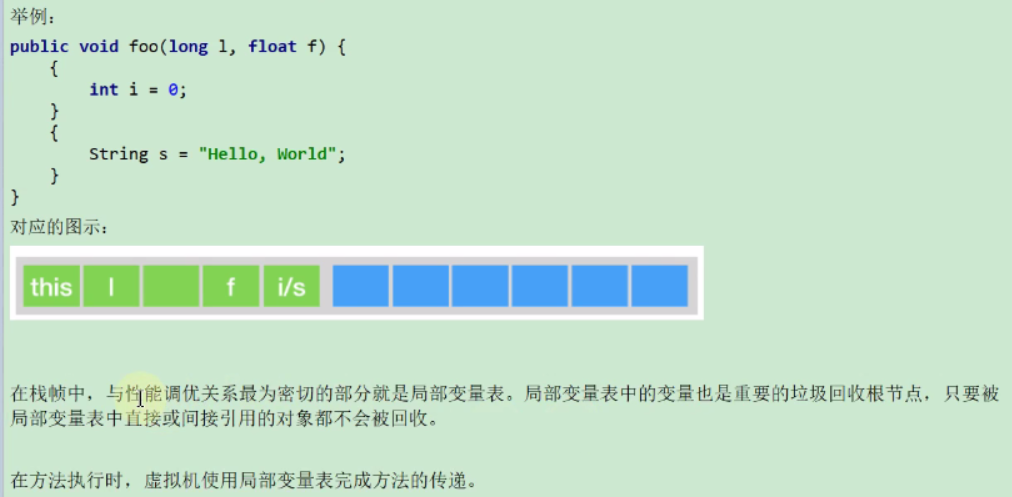 举例：
public void foo(long l, float f) {
{
int i = 0;
}
{
String s = "Hello, World";
}
}
对应的图示：
this l f i/s
在栈帧中，与性能调优关系最为密切的部分就是局部变量表。局部变量表中的变量也是重要的垃圾回收根节点，只要被
局部变量表中直接或间接引用的对象都不会被回收。
在方法执行时，虚拟机使用局部变量表完成方法的传递。